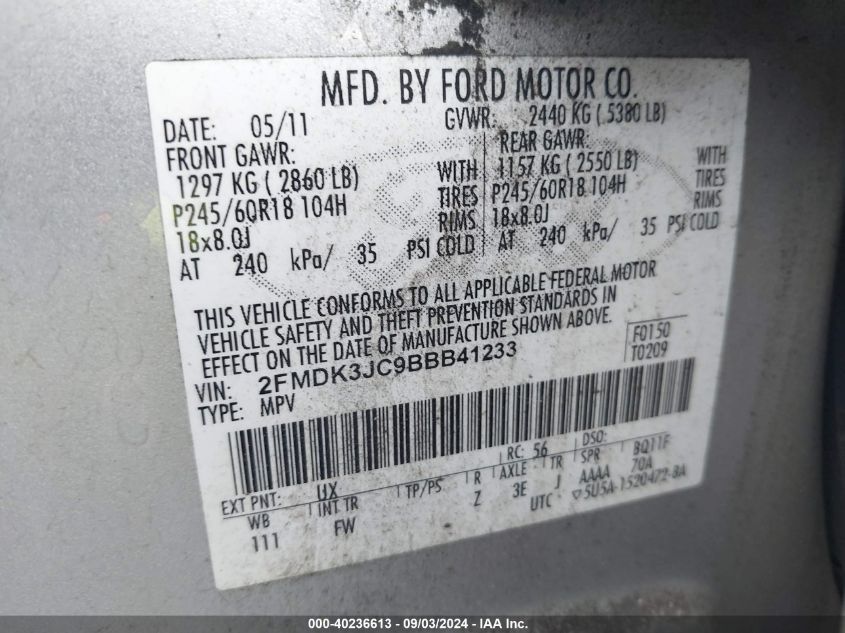 MFD. BY FORD MOTOR CO.
DATE: 05/11 GVWR: 2440 KG ( 5380 LB)
FRONT GAWR: REAR GAWR:
1297 KG ( 2860 LB) WITH 1157 KG ( 2550 LB) WITH
P245/60R18 104H TIRES P245/60R18 104H TIRES
18x8.0J RIMS 18x8.0J RIMS
AT 240 kPa/ 35 PSI COLD AT 240 kPa/ 35 PSI COLD
THIS VEHICLE CONFORMS TO ALL APPLICABLE FEDERAL MOTOR
VEHICLE SAFETY AND THEFT PREVENTION STANDARDS IN
EFFECT ON THE DATE OF MANUFACTURE SHOWN ABOVE.
VIN: 2FMDK3JC9BBB41233 F0150
TYPE: MPV T0209
EXT PNT: UX RC: 56 DSO:
WB INT TR TP/PS R AXLE TR SPR BQ11F
111 FW Z 3E J AAAA 70A
UTC ▽5U5A-1520472-BA
000-40236613 - 09/03/2024 - IAA Inc.